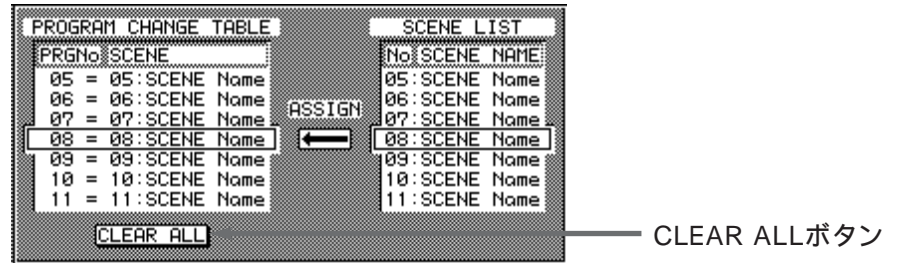 PROGRAM CHANGE TABLE
PRGNo SCENE
05 = 05:SCENE Name
06 = 06:SCENE Name
07 = 07:SCENE Name
08 = 08:SCENE Name
09 = 09:SCENE Name
10 = 10:SCENE Name
11 = 11:SCENE Name
CLEAR ALL
ASSIGN
SCENE LIST
No SCENE NAME
05:SCENE Name
06:SCENE Name
07:SCENE Name
08:SCENE Name
09:SCENE Name
10:SCENE Name
11:SCENE Name
CLEAR ALLボタン